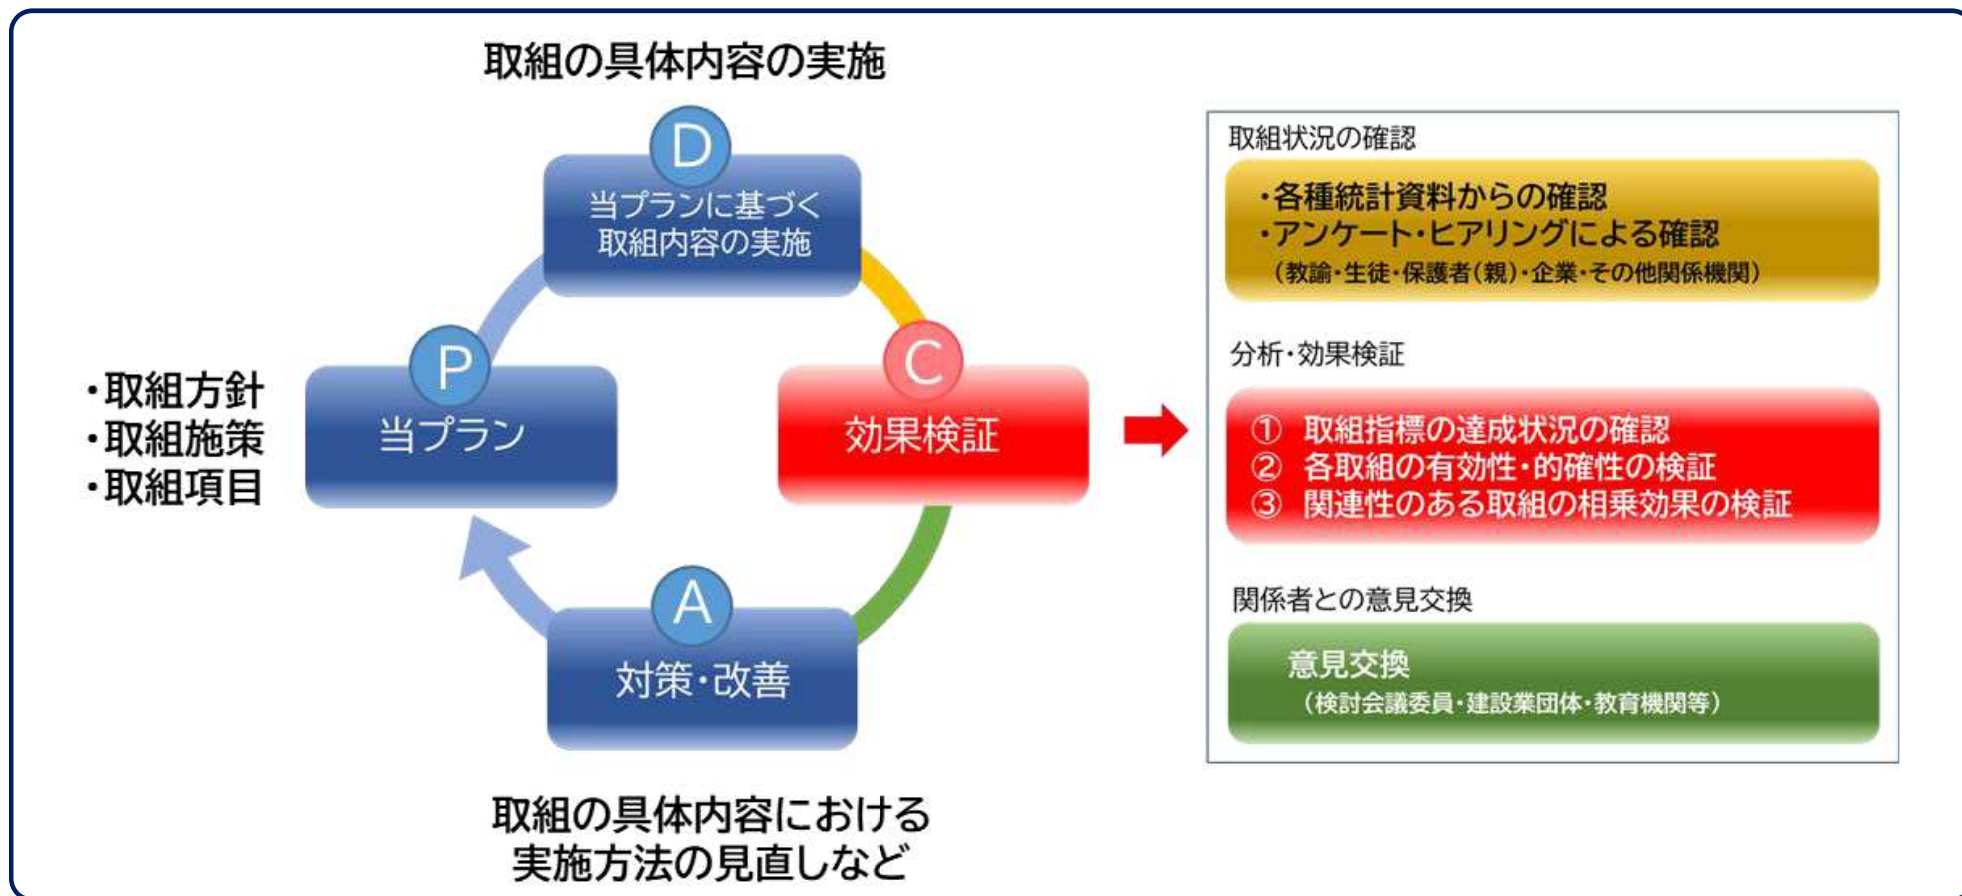 取組の具体内容の実施
D
当プランに基づく
取組内容の実施
P
当プラン
・取組方針
・取組施策
・取組項目
C
効果検証
A
対策・改善
取組の具体内容における
実施方法の見直しなど
取組状況の確認
・各種統計資料からの確認
・アンケート・ヒアリングによる確認
（教諭・生徒・保護者(親)・企業・その他関係機関）
分析・効果検証
① 取組指標の達成状況の確認
② 各取組の有効性・的確性の検証
③ 関連性のある取組の相乗効果の検証
関係者との意見交換
意見交換
（検討会議委員・建設業団体・教育機関等）